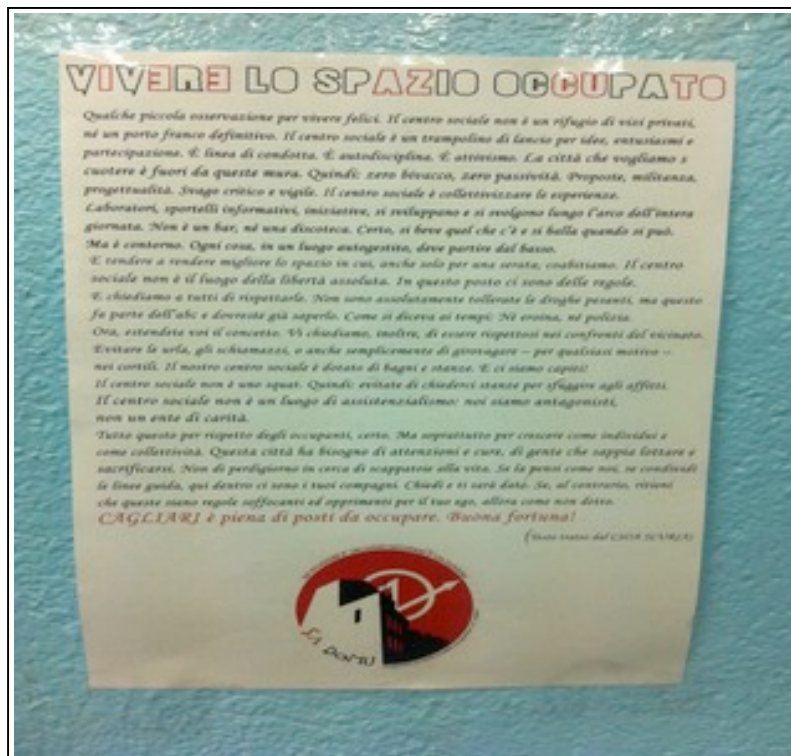 VIVERE LO SPAZIO OCCUPATO
Qualche piccola osservazione per vivere felici. Il centro sociale non è un rifugio di vizi privati,
né un porto franco definitivo. Il centro sociale è un trampolino di lancio per idee, entusiasmi e
partecipazione. È linea di condotta. È autodisciplina. È attivismo. La città che vogliamo s
cuotere è fuori da queste mura. Quindi: zero bivacco, zero passività. Proposte, militanza,
progettualità. Svago critico e vigile. Il centro sociale è collettivizzare le esperienze.
Laboratori, sportelli informativi, iniziative, si sviluppano e si svolgono lungo l'arco dell'intera
giornata. Non è un bar, né una discoteca. Certo, si beve quel che c'è e si balla quando si può.
Ma è contorno. Ogni cosa, in un luogo autogestito, deve partire dal basso.
E tendere a rendere migliore lo spazio in cui, anche solo per una serata, coabitiamo. Il centro
sociale non è il luogo della libertà assoluta. In questo posto ci sono delle regole.
E chiediamo a tutti di rispettarle. Non sono assolutamente tollerate le droghe pesanti, ma questo
fa parte dell'abc e dovreste già saperlo. Come si diceva ai tempi: Né eroina, né polizia.
Ora, estendete voi il concetto. Vi chiediamo, inoltre, di essere rispettosi nei confronti del vicinato.
Evitare le urla, gli schiamazzi, o anche semplicemente di girovagare – per qualsiasi motivo –
nei cortili. Il nostro centro sociale è dotato di bagni e stanze. E ci siamo capiti!
Il centro sociale non è uno squat. Quindi: evitate di chiederci stanze per sfuggire agli affitti.
Il centro sociale non è un luogo di assistenzialismo: noi siamo antagonisti,
non un ente di carità.
Tutto questo per rispetto degli occupanti, certo. Ma soprattutto per crescere come individui e
come collettività. Questa città ha bisogno di attenzioni e cure, di gente che sappia lottare e
sacrificarsi. Non di perdigiorno in cerca di scappatoie alla vita. Se la pensi come noi, se condividi
le linee guida, qui dentro ci sono i tuoi compagni. Chiedi e ti sarà dato. Se, al contrario, ritieni
che queste siano regole soffocanti ed opprimenti per il tuo ego, allora come non detto.
CAGLIARI è piena di posti da occupare. Buona fortuna!
(Testo tratto dal CSOA SCURIA)
SA DOMU